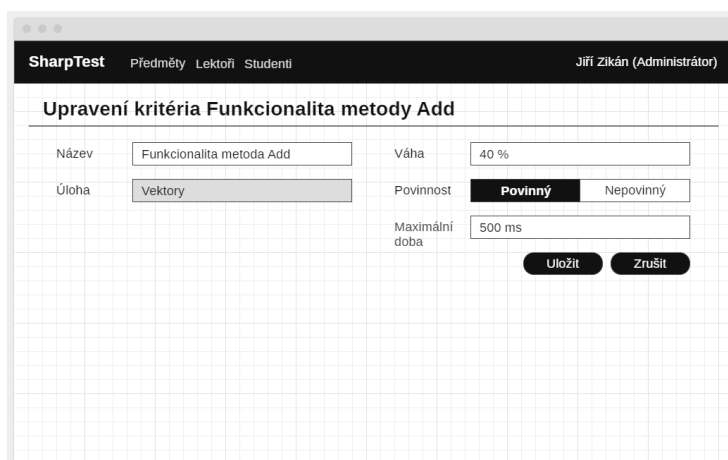 SharpTest Předměty Lektoři Studenti Jiří Zikán (Administrátor)
Upravení kritéria Funkcionalita metody Add
Název Funkcionalita metoda Add Váha 40 %
Úloha Vektory Povinnost Povinný Nepovinný
Maximální doba 500 ms
Uložit Zrušit